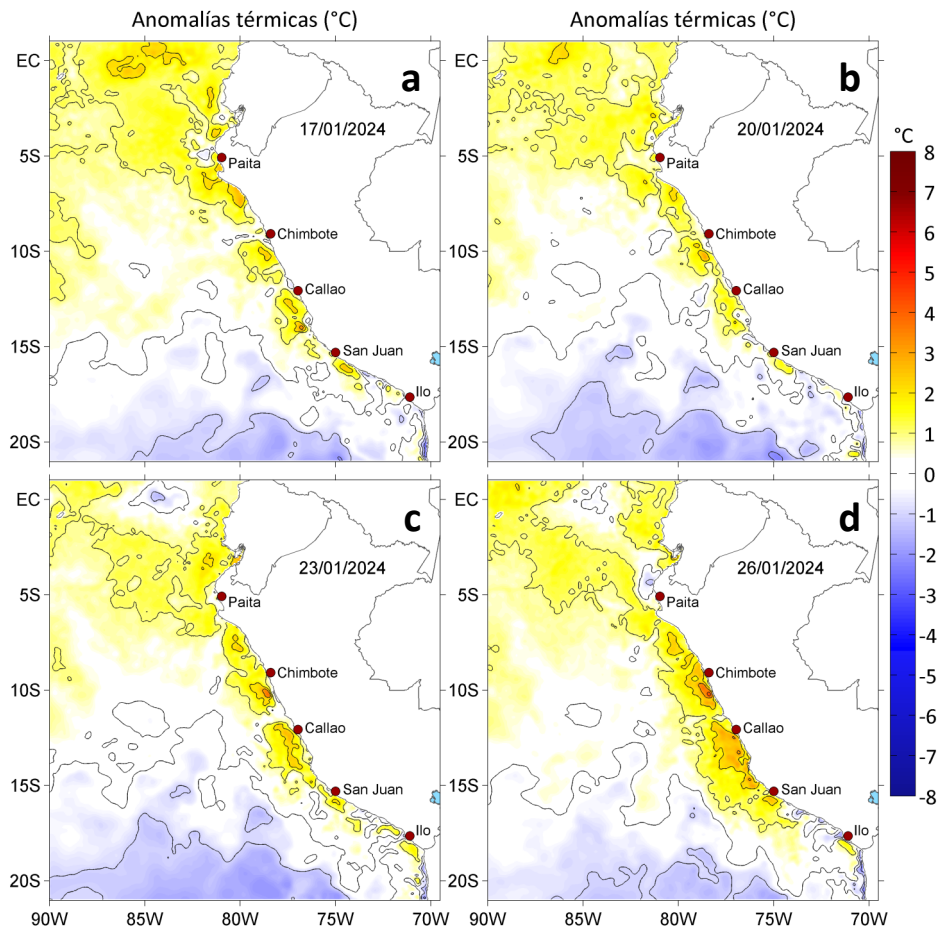 Anomalías térmicas (°C)
Anomalías térmicas (°C)
EC
5S
10S
15S
20S
a
17/01/2024
Paita
Chimbote
Callao
San Juan
Ilo
EC
5S
10S
15S
20S
b
20/01/2024
Paita
Chimbote
Callao
San Juan
Ilo
°C
8
7
6
5
4
3
2
1
0
-1
-2
-3
-4
-5
-6
-7
-8
EC
5S
10S
15S
20S
c
23/01/2024
Paita
Chimbote
Callao
San Juan
Ilo
90W
85W
80W
75W
70W
EC
5S
10S
15S
20S
d
26/01/2024
Paita
Chimbote
Callao
San Juan
Ilo
90W
85W
80W
75W
70W